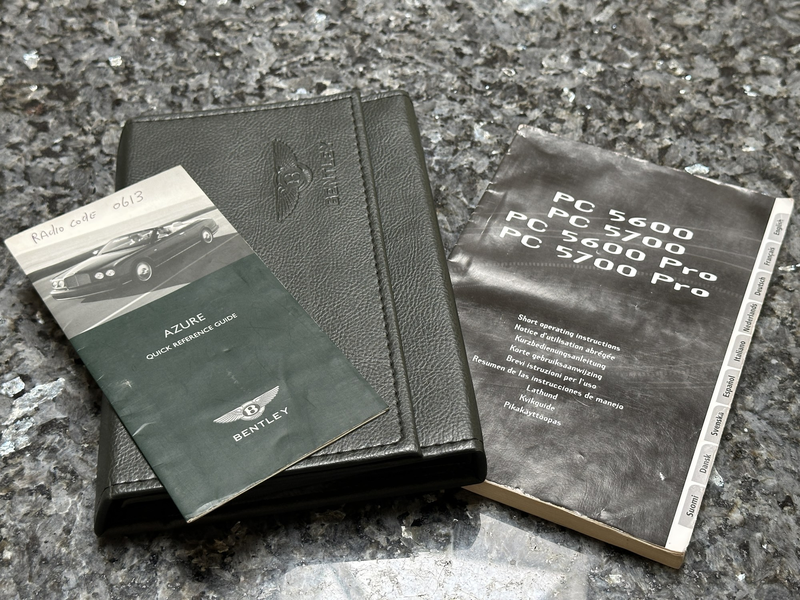 RADIO CODE 0613
AZURE
QUICK REFERENCE GUIDE
B
BENTLEY
B
BENTLEY
PC 5600
PC 5700
PC 5600 Pro
PC 5700 Pro
Short operating instructions
Notice d'utilisation abrégée
Kurzbedienungsanleitung
Korte gebruiksaanwijzing
Brevi istruzioni per l'uso
Resumen de las instrucciones de manejo
Lathund
Kvikguide
Pikakäyttöopas
English
Français
Deutsch
Nederlands
Italiano
Español
Svenska
Dansk
Suomi